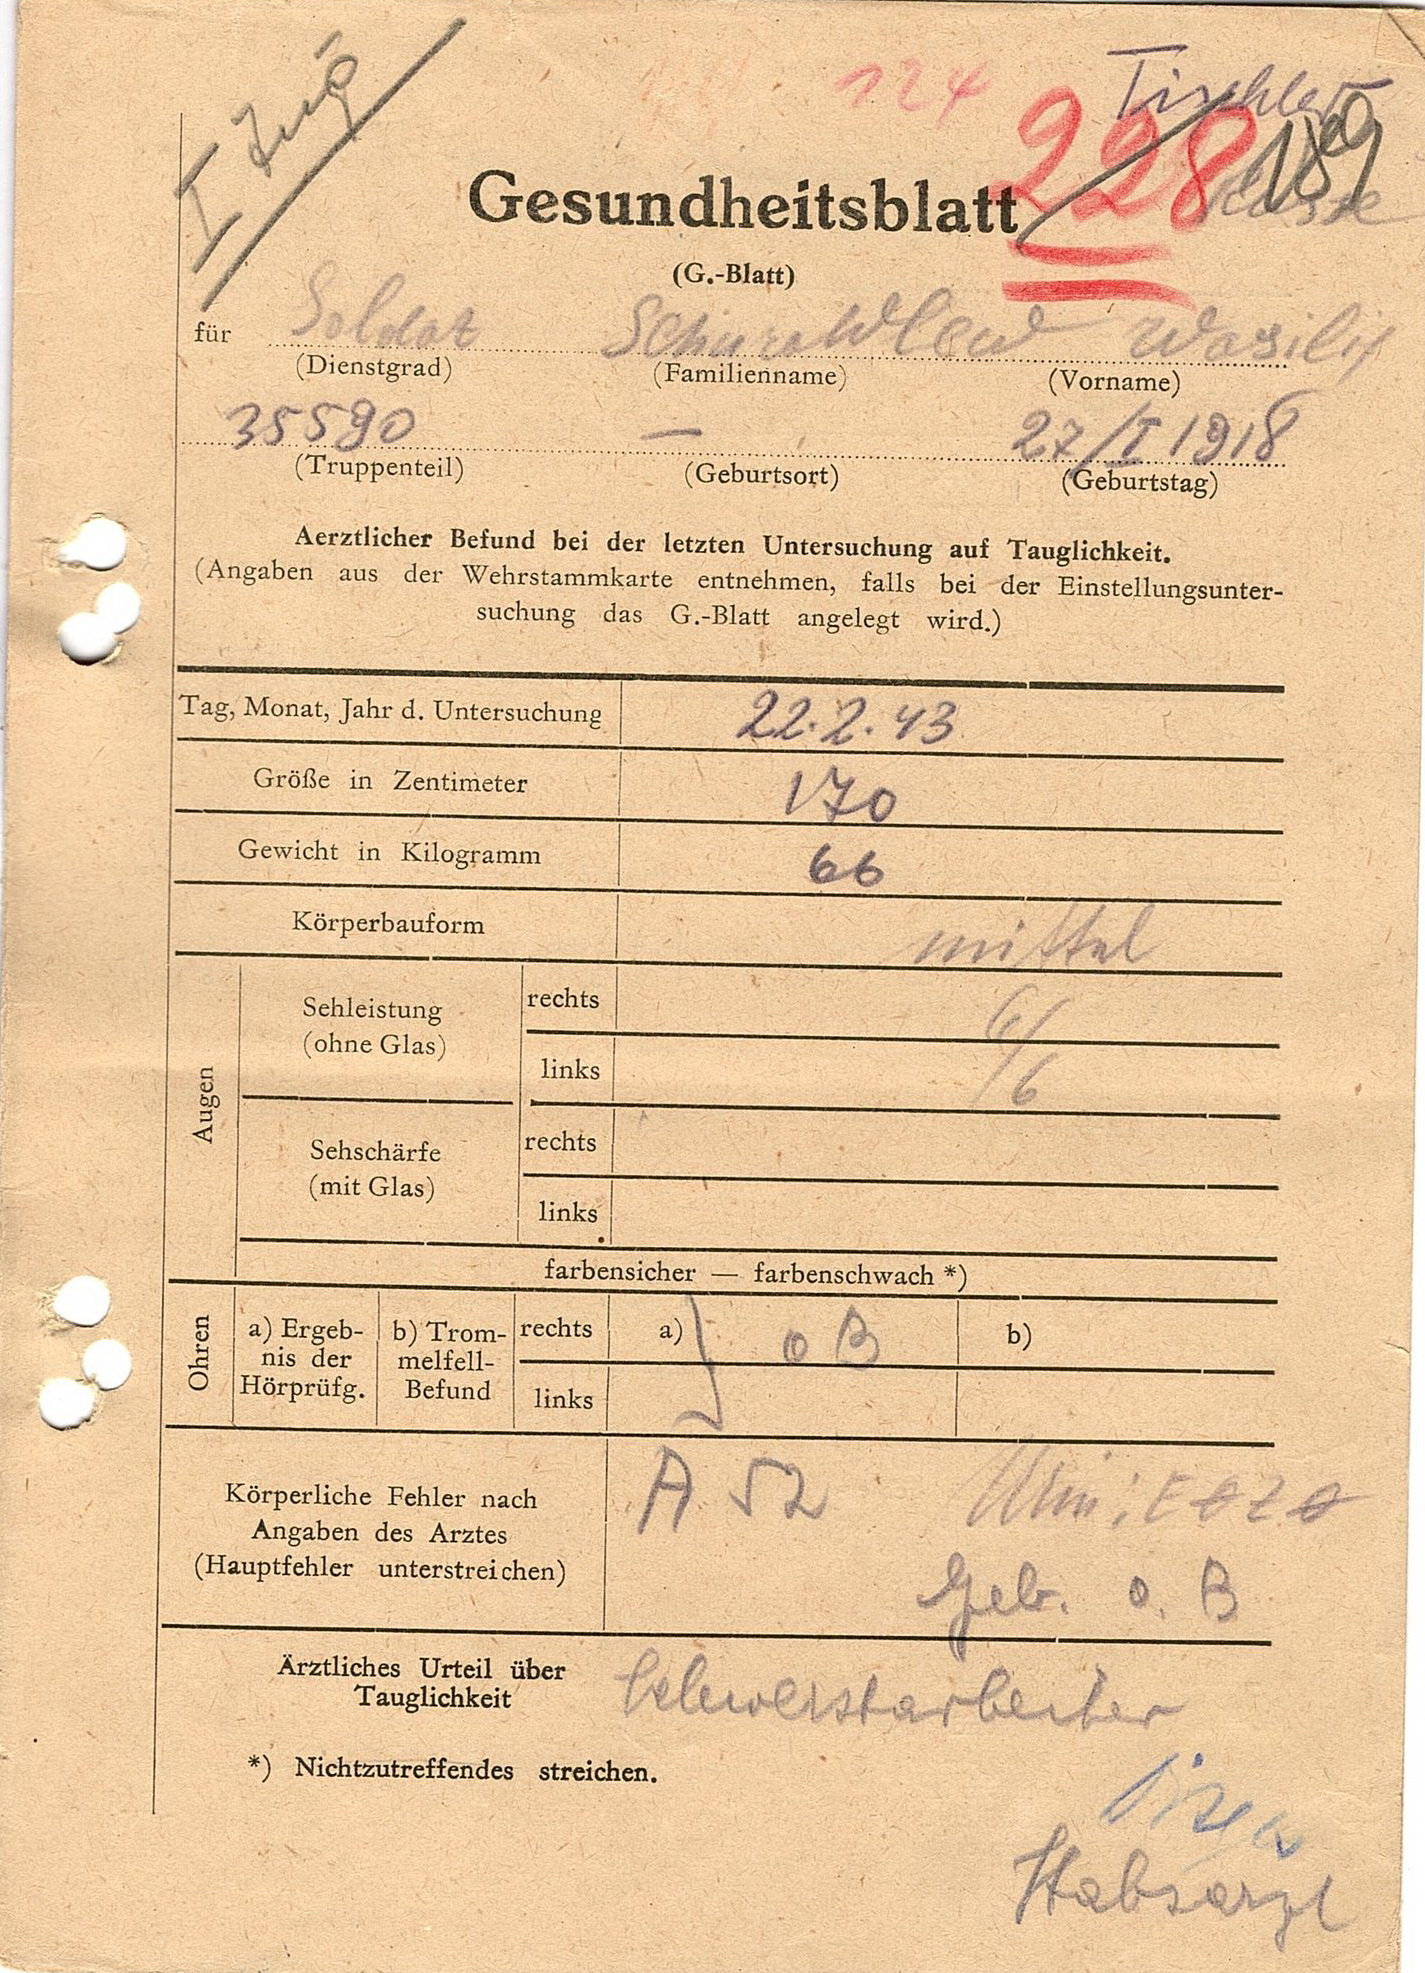 I Zug
124
Tischler
228
189
Gesundheitsblatt
(G.-Blatt)
für Soldat Schurawlew Wasilij
(Dienstgrad) (Familienname) (Vorname)
35590 — 27/I 1918
(Truppenteil) (Geburtsort) (Geburtstag)
Aerztlicher Befund bei der letzten Untersuchung auf Tauglichkeit.
(Angaben aus der Wehrstammkarte entnehmen, falls bei der Einstellungsunter-
suchung das G.-Blatt angelegt wird.)
Tag, Monat, Jahr d. Untersuchung 22.2.43
Größe in Zentimeter 170
Gewicht in Kilogramm 66
Körperbauform mittel
Augen
Sehleistung
(ohne Glas)
rechts
links
6/6
Sehschärfe
(mit Glas)
rechts
links
farbensicher — farbenschwach *)
Ohren
a) Ergeb-
nis der
Hörprüfg.
b) Trom-
melfell-
Befund
rechts a) o B b)
links
Körperliche Fehler nach
Angaben des Arztes
(Hauptfehler unterstreichen)
A 52 Urin: E 0 Z 0
Geb. o. B
Ärztliches Urteil über
Tauglichkeit
Schwerstarbeiter
*) Nichtzutreffendes streichen.
Stabsarzt